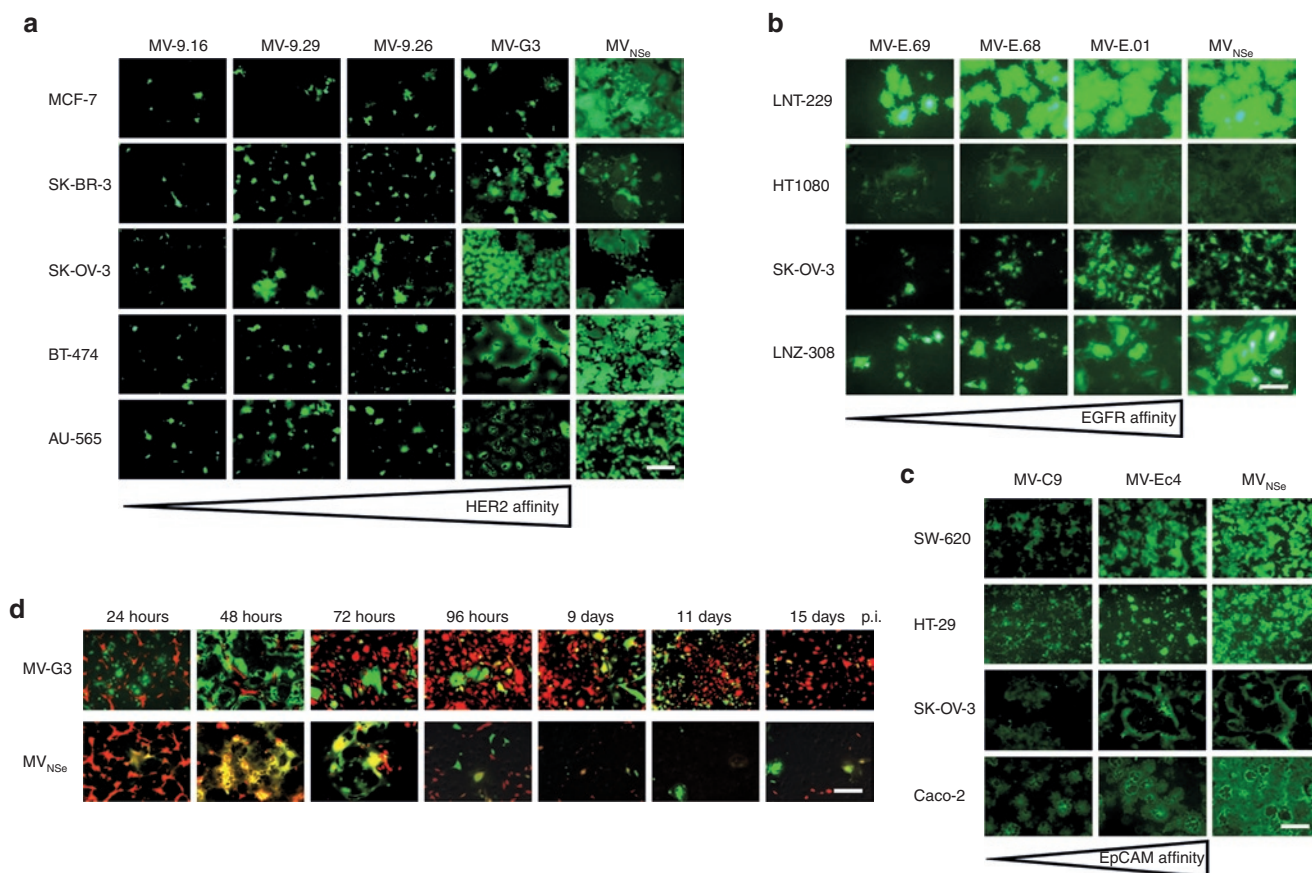 a
MV-9.16 MV-9.29 MV-9.26 MV-G3 MVNSe
MCF-7
SK-BR-3
SK-OV-3
BT-474
AU-565
HER2 affinity
b
MV-E.69 MV-E.68 MV-E.01 MVNSe
LNT-229
HT1080
SK-OV-3
LNZ-308
EGFR affinity
c
MV-C9 MV-Ec4 MVNSe
SW-620
HT-29
SK-OV-3
Caco-2
EpCAM affinity
d
24 hours 48 hours 72 hours 96 hours 9 days 11 days 15 days p.i.
MV-G3
MVNSe